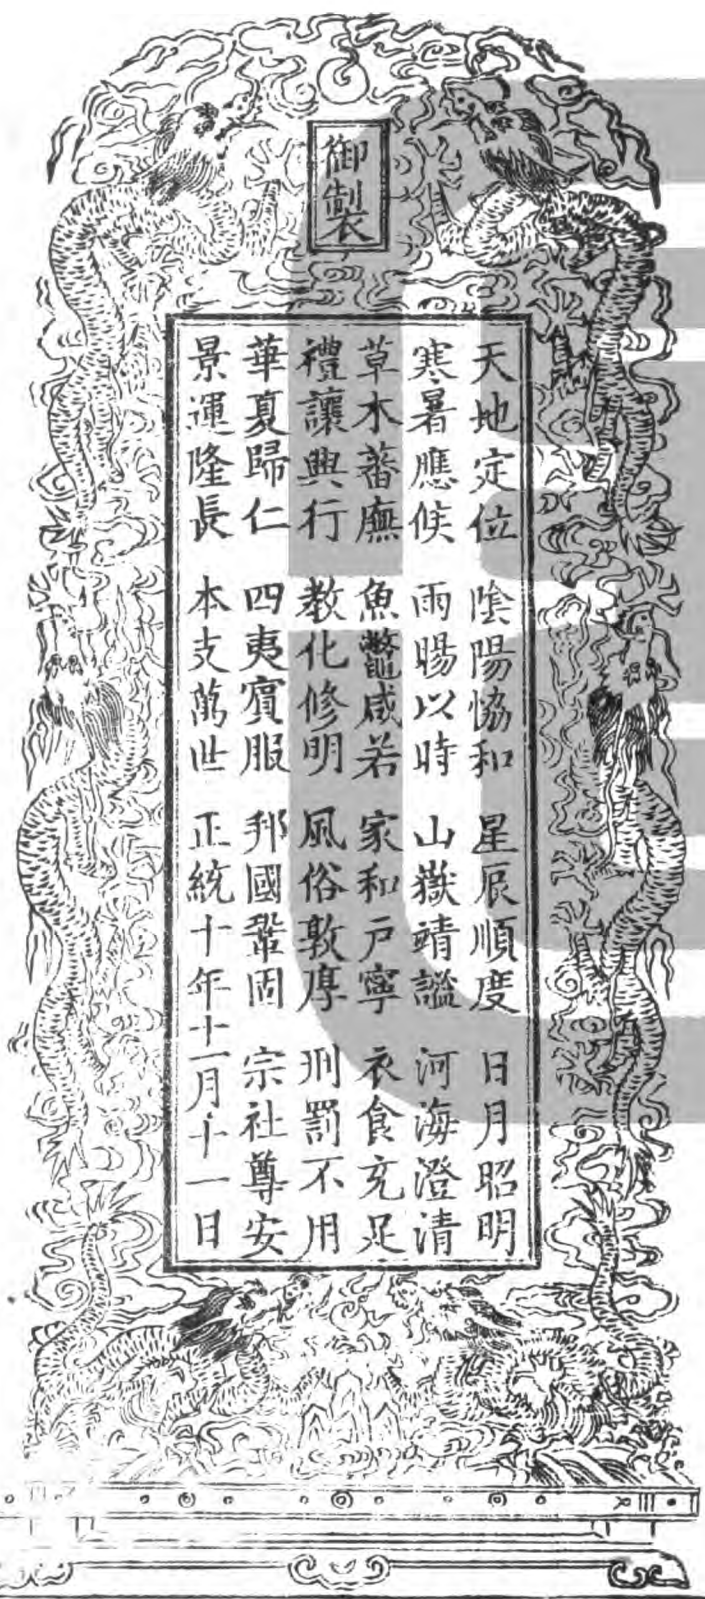 御製
天地定位 陰陽恊和 星辰順度 日月昭明
寒暑應候 雨暘以時 山嶽靖謐 河海澄清
草木蕃廡 魚鼈咸若 家和戶寧 衣食充足
禮讓興行 敎化修明 風俗敦厚 刑罰不用
華夏歸仁 四夷賓服 邦國鞏固 宗社尊安
景運隆長 本支萬世 正統十年十一月十一日